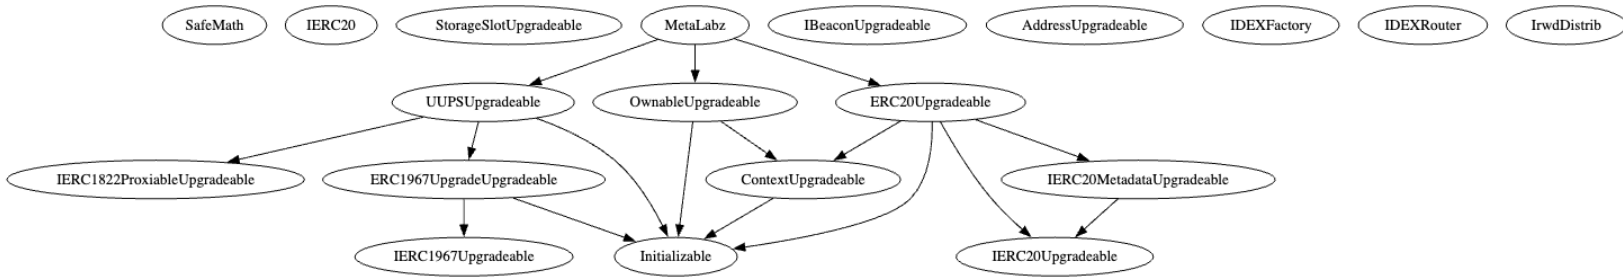 SafeMath
IERC20
StorageSlotUpgradeable
MetaLabz
IBeaconUpgradeable
AddressUpgradeable
IDEXFactory
IDEXRouter
IrwdDistrib
UUPSUpgradeable
OwnableUpgradeable
ERC20Upgradeable
IERC1822ProxiableUpgradeable
ERC1967UpgradeUpgradeable
ContextUpgradeable
IERC20MetadataUpgradeable
IERC1967Upgradeable
Initializable
IERC20Upgradeable